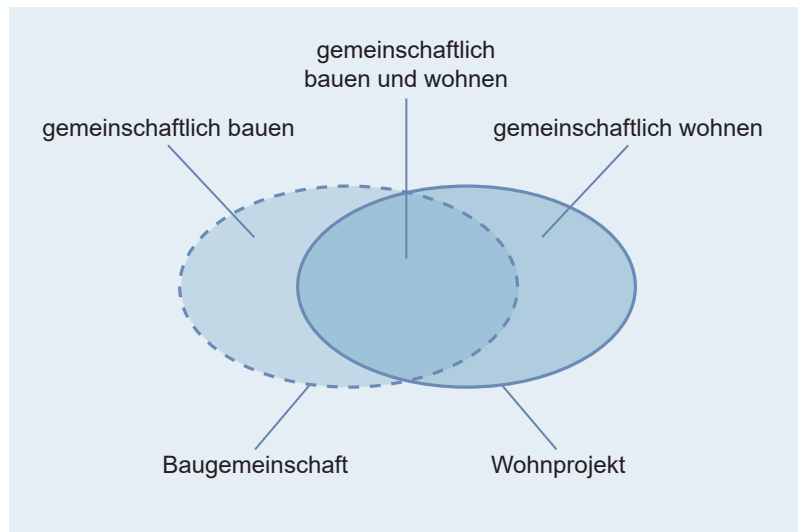 gemeinschaftlich
bauen und wohnen
gemeinschaftlich bauen
gemeinschaftlich wohnen
Baugemeinschaft
Wohnprojekt